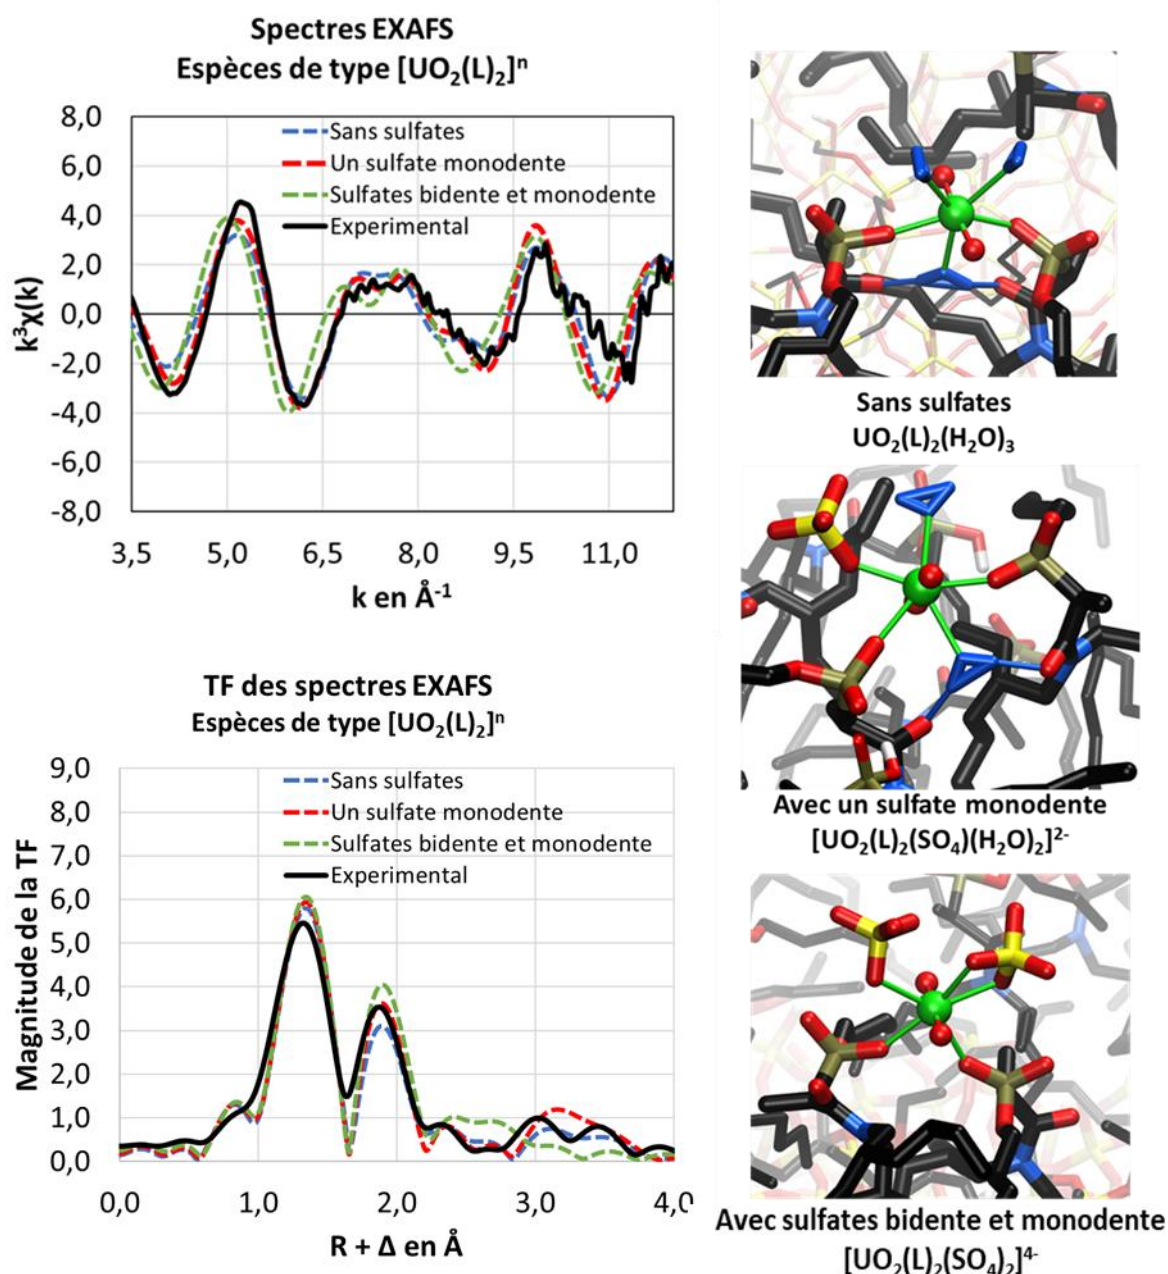 Spectres EXAFS
Espèces de type [UO₂(L)₂]ⁿ
8,0
6,0
4,0
2,0
0,0
-2,0
-4,0
-6,0
-8,0
k³χ(k)
Sans sulfates
Un sulfate monodente
Sulfates bidente et monodente
Experimental
3,5 5,0 6,5 8,0 9,5 11,0
k en Å⁻¹
Sans sulfates
UO₂(L)₂(H₂O)₃
Avec un sulfate monodente
[UO₂(L)₂(SO₄)(H₂O)₂]²⁻
Avec sulfates bidente et monodente
[UO₂(L)₂(SO₄)₂]⁴⁻
TF des spectres EXAFS
Espèces de type [UO₂(L)₂]ⁿ
9,0
8,0
7,0
6,0
5,0
4,0
3,0
2,0
1,0
0,0
Magnitude de la TF
Sans sulfates
Un sulfate monodente
Sulfates bidente et monodente
Experimental
0,0 1,0 2,0 3,0 4,0
R + Δ en Å